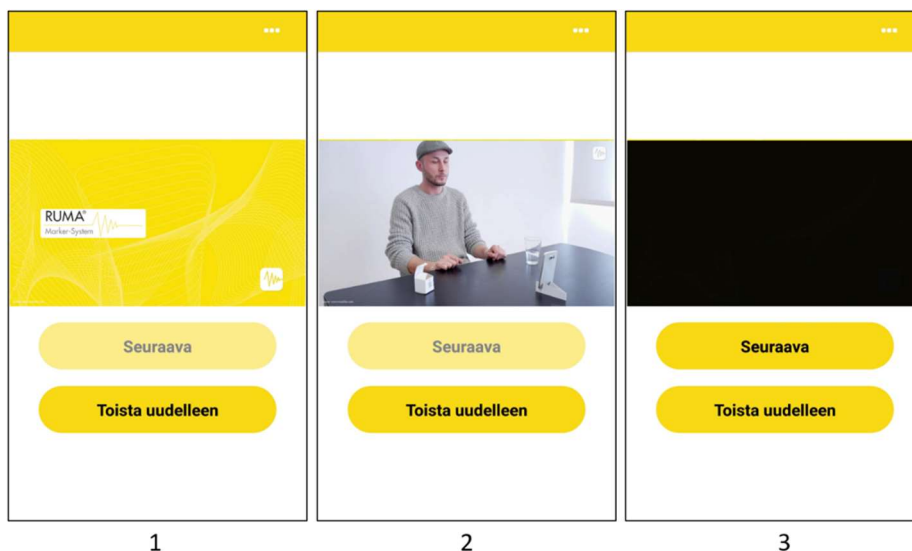 RUMA®
Marker-System
Seuraava
Toista uudelleen
1
Seuraava
Toista uudelleen
2
Seuraava
Toista uudelleen
3